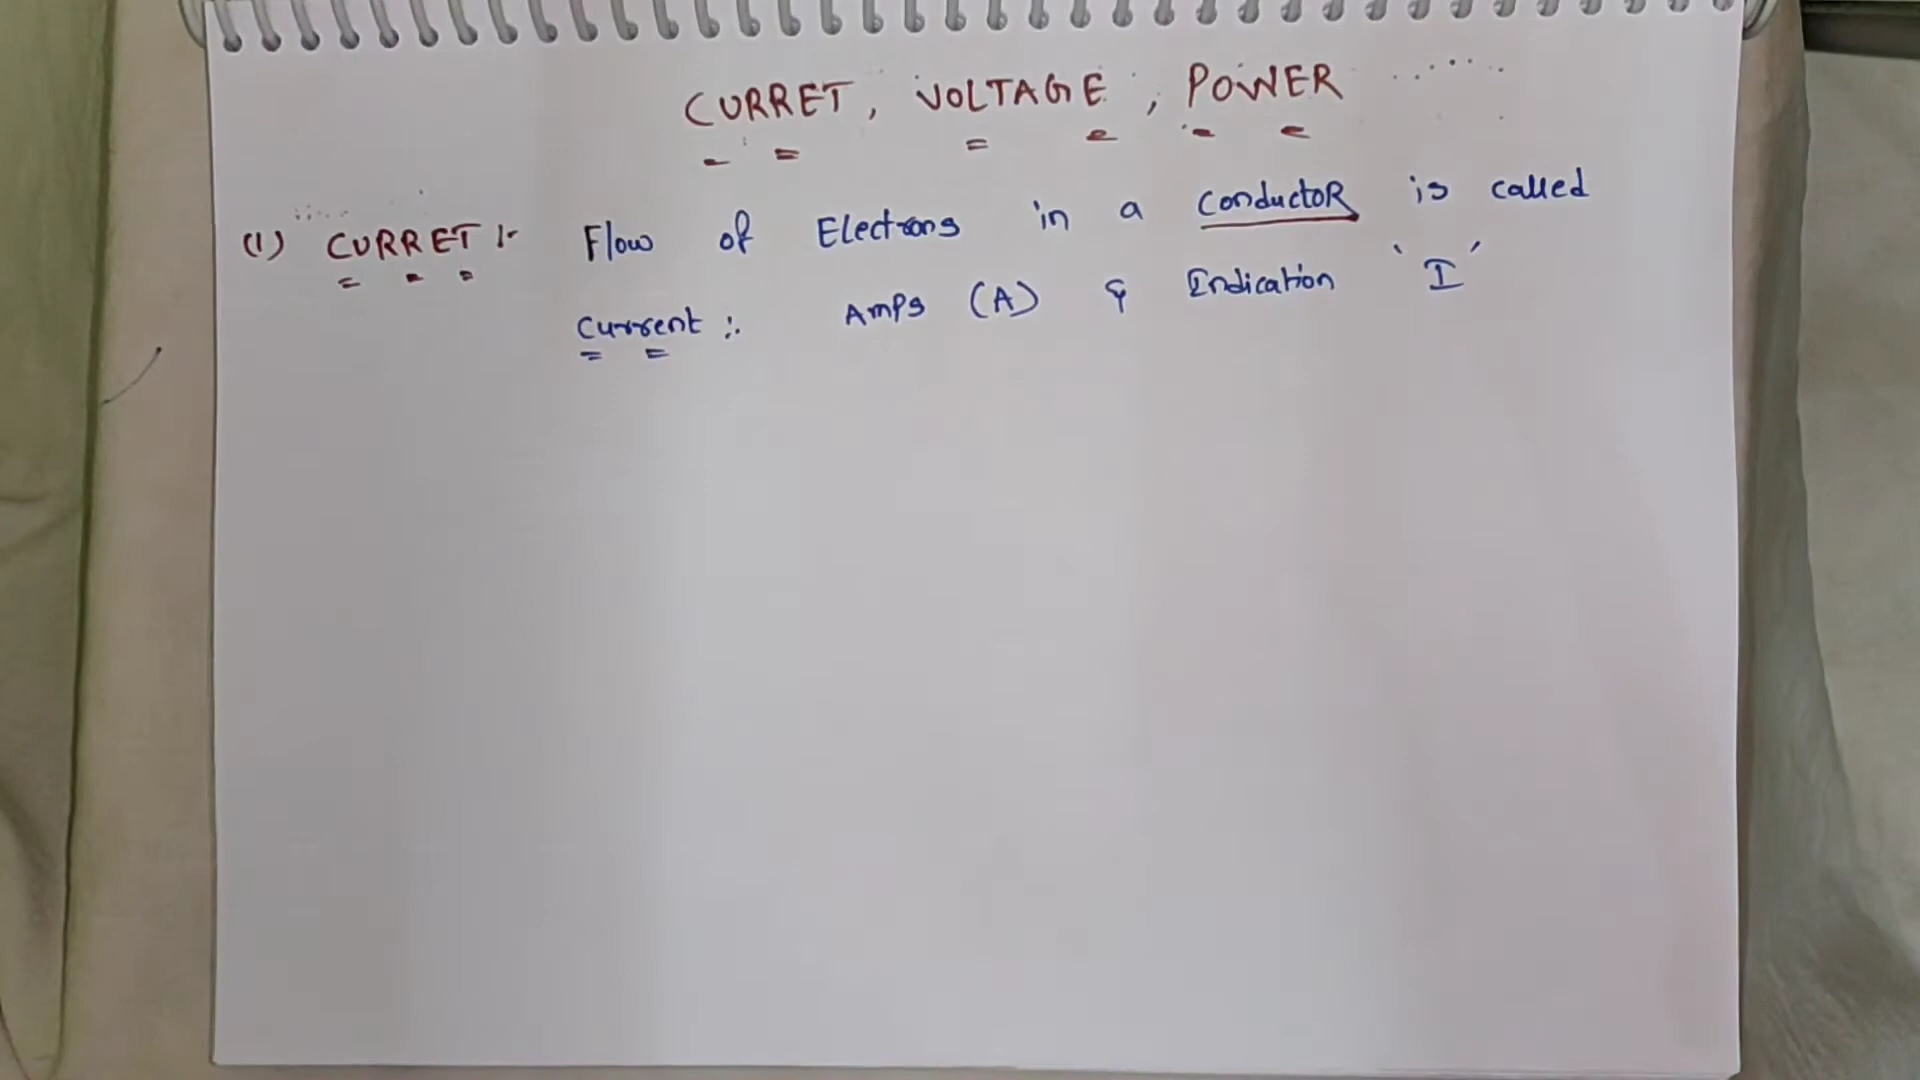 CURRET, VOLTAGE, POWER
(1) CURRET :- Flow of Electrons in a conductoR is called
Current :. Amps (A) & Indication 'I'